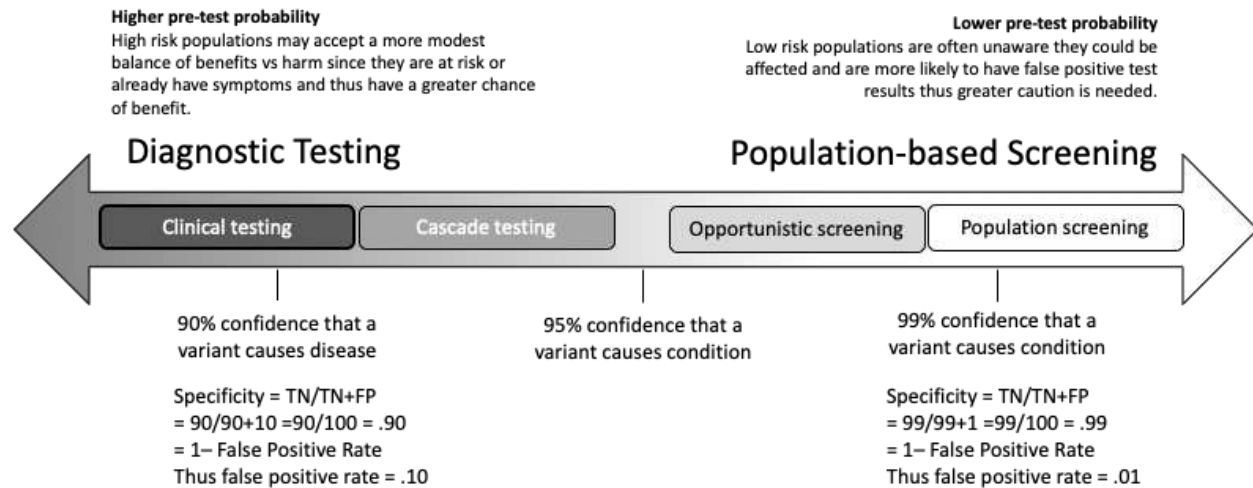 Higher pre-test probability
High risk populations may accept a more modest
balance of benefits vs harm since they are at risk or
already have symptoms and thus have a greater chance
of benefit.
Lower pre-test probability
Low risk populations are often unaware they could be
affected and are more likely to have false positive test
results thus greater caution is needed.
Diagnostic Testing
Population-based Screening
Clinical testing
Cascade testing
Opportunistic screening
Population screening
90% confidence that a
variant causes disease
95% confidence that a
variant causes condition
99% confidence that a
variant causes condition
Specificity = TN/TN+FP
= 90/90+10 =90/100 = .90
= 1– False Positive Rate
Thus false positive rate = .10
Specificity = TN/TN+FP
= 99/99+1 =99/100 = .99
= 1– False Positive Rate
Thus false positive rate = .01